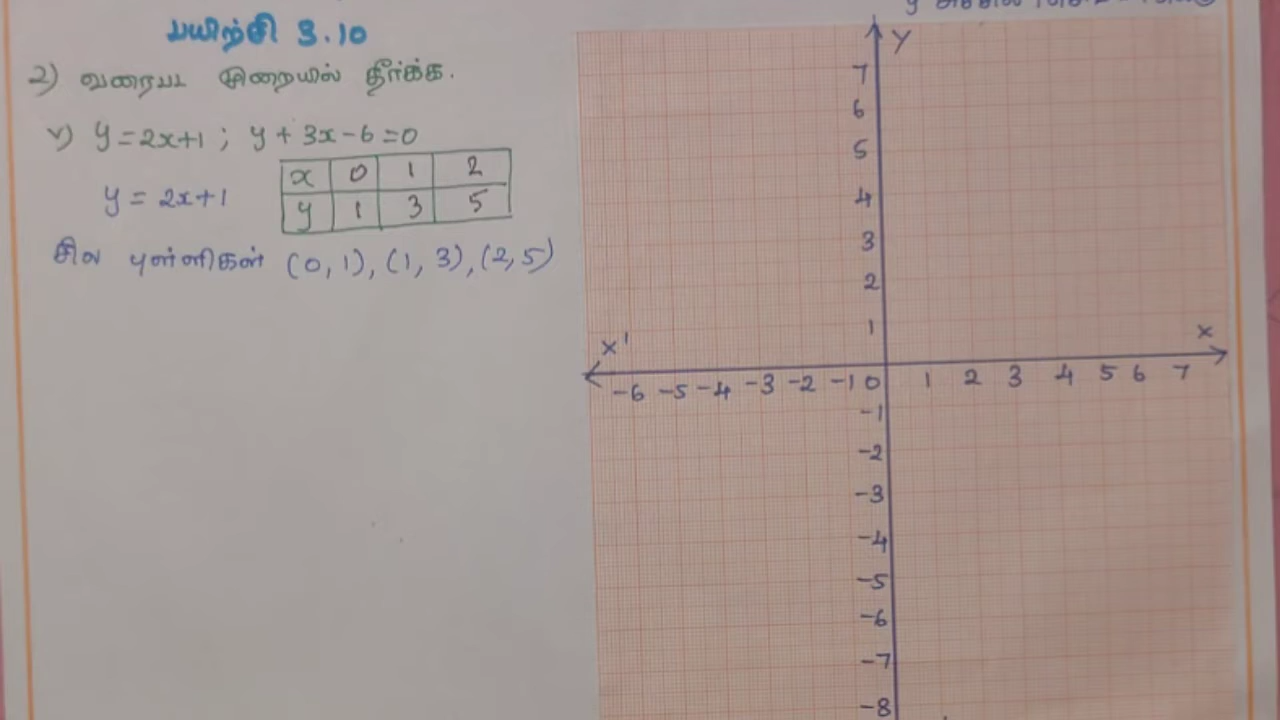 பயிற்சி 3.10
2) வரைபட முறையில் தீர்க்க.
v) y = 2x+1 ; y + 3x - 6 = 0
y = 2x+1
x 0 1 2
y 1 3 5
சில புள்ளிகள் (0, 1), (1, 3), (2, 5)
Y
7
6
5
4
3
2
1
x' x
-6 -5 -4 -3 -2 -1 0 1 2 3 4 5 6 7
-1
-2
-3
-4
-5
-6
-7
-8